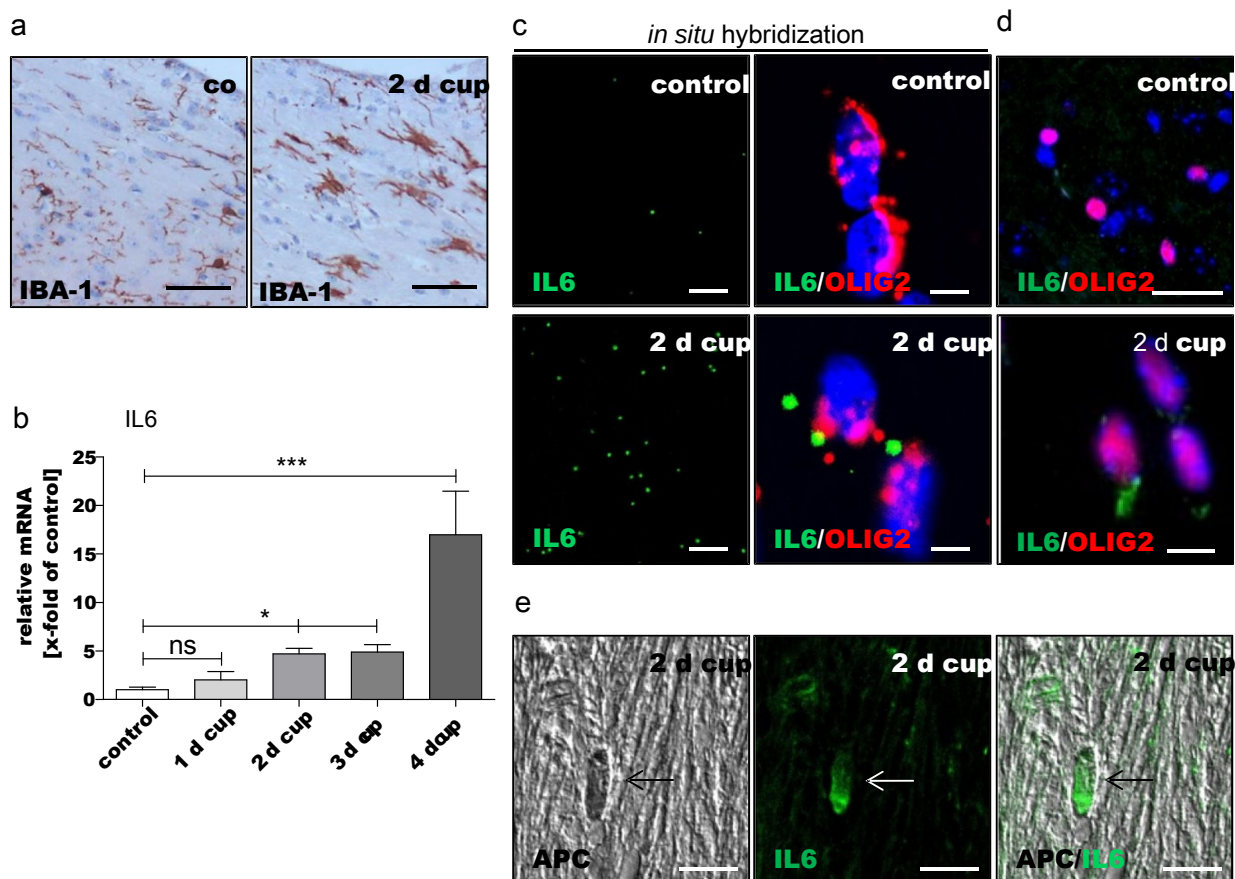 a
co
IBA-1
2 d cup
IBA-1
b
IL6
relative mRNA
[x-fold of control]
25
20
15
10
5
0
***
*
ns
control
1 d cup
2 d cup
3 d cup
4 d cup
c
in situ hybridization
control
IL6
control
IL6/OLIG2
2 d cup
IL6
2 d cup
IL6/OLIG2
d
control
IL6/OLIG2
2 d cup
IL6/OLIG2
e
2 d cup
APC
2 d cup
IL6
2 d cup
APC/IL6